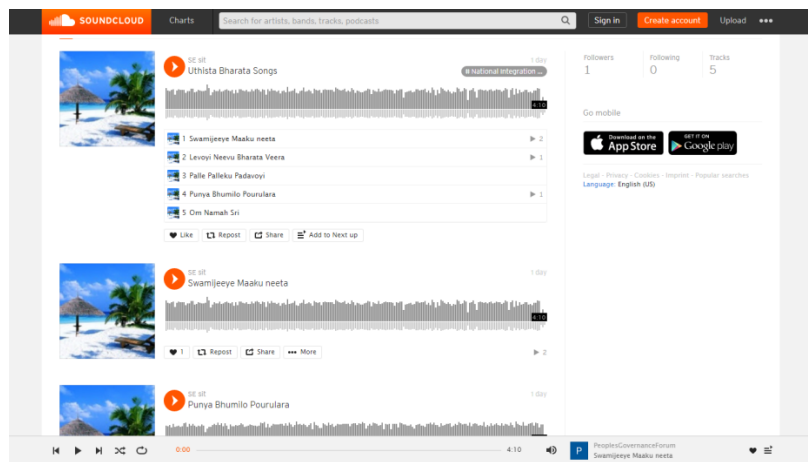 SOUNDCLOUD Charts Search for artists, bands, tracks, podcasts Sign in Create account Upload
SE sit 1 day
Uthista Bharata Songs # National Integration ...
4:10
1 Swamijeeye Maaku neeta 2
2 Levoyi Neevu Bharata Veera 1
3 Palle Palleku Padavoyi
4 Punya Bhumilo Pourulara 1
5 Om Namah Sri
Like Repost Share Add to Next up
SE sit 1 day
Swamijeeye Maaku neeta
4:10
1 Repost Share More 2
SE sit 1 day
Punya Bhumilo Pourulara
Followers Following Tracks
1 0 5
Go mobile
Download on the App Store GET IT ON Google play
Legal - Privacy - Cookies - Imprint - Popular searches
Language: English (US)
0:00 4:10 P PeoplesGovernanceForum
Swamijeeye Maaku neeta